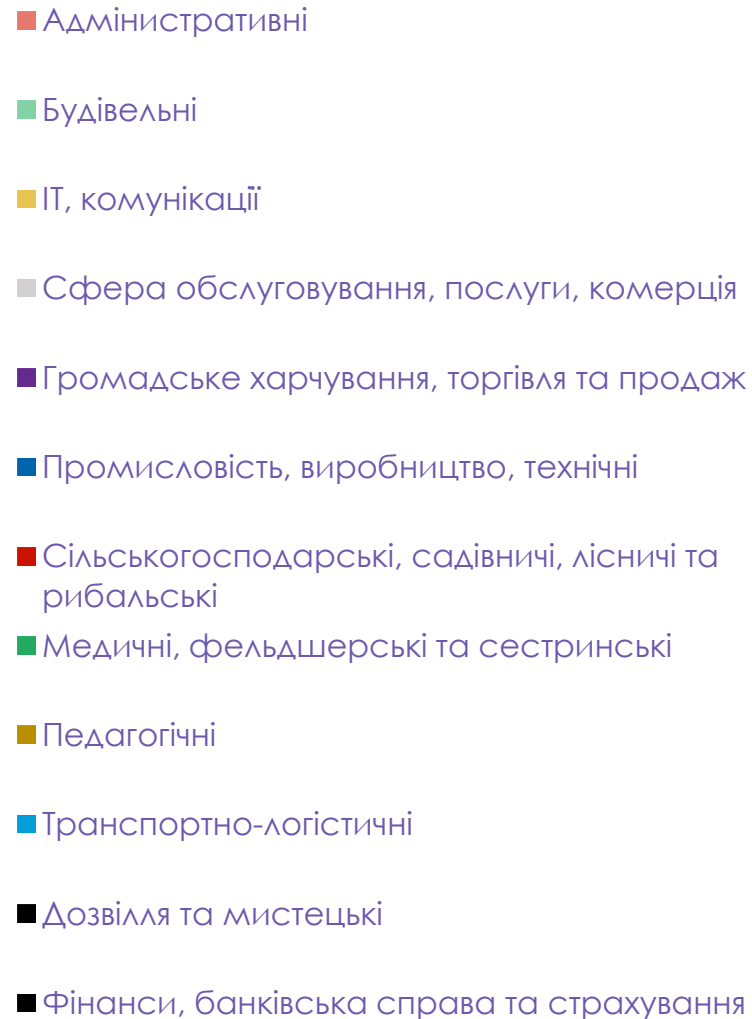 Адміністративні
Будівельні
ІТ, комунікації
Сфера обслуговування, послуги, комерція
Громадське харчування, торгівля та продаж
Промисловість, виробництво, технічні
Сільськогосподарські, садівничі, лісничі та
рибальські
Медичні, фельдшерські та сестринські
Педагогічні
Транспортно-логістичні
Дозвілля та мистецькі
Фінанси, банківська справа та страхування